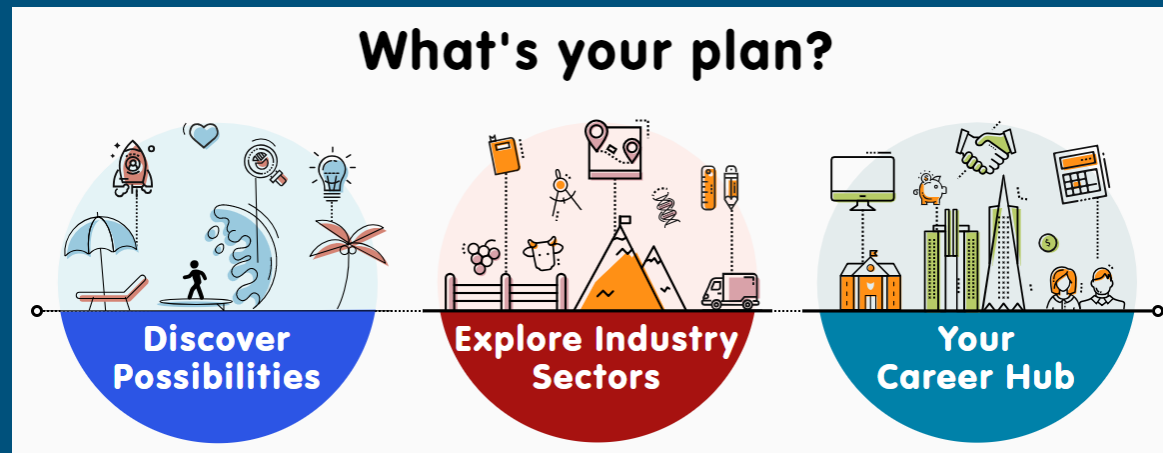 What's your plan?
Discover
Possibilities
Explore Industry
Sectors
$
$
Your
Career Hub